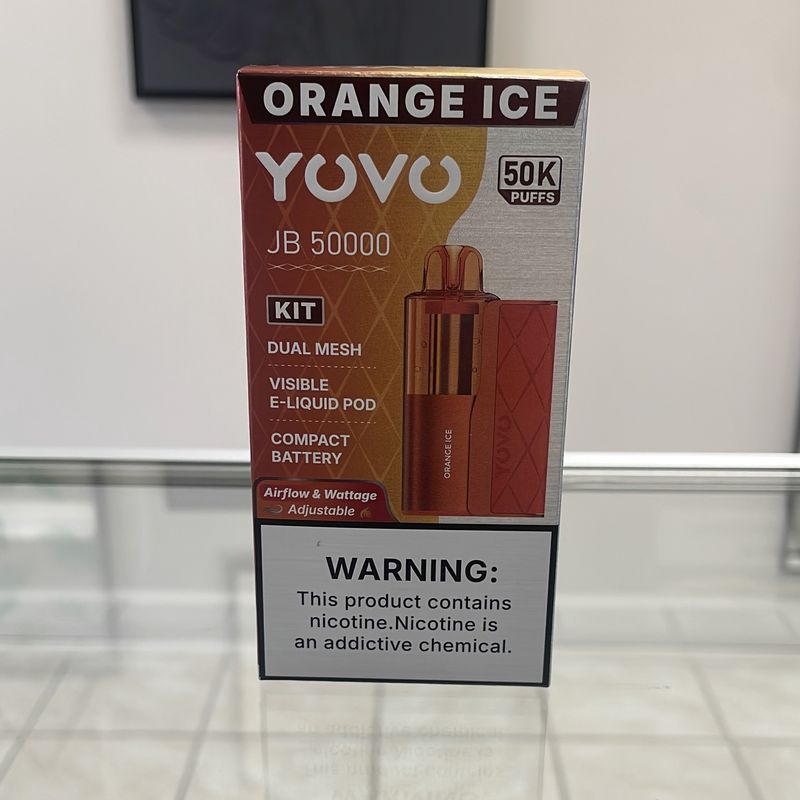 ORANGE ICE
YOVO
50K
PUFFS
JB 50000
KIT
DUAL MESH
VISIBLE
E-LIQUID POD
COMPACT
BATTERY
ORANGE ICE
YOVO
Airflow & Wattage
Adjustable
WARNING:
This product contains
nicotine.Nicotine is
an addictive chemical.